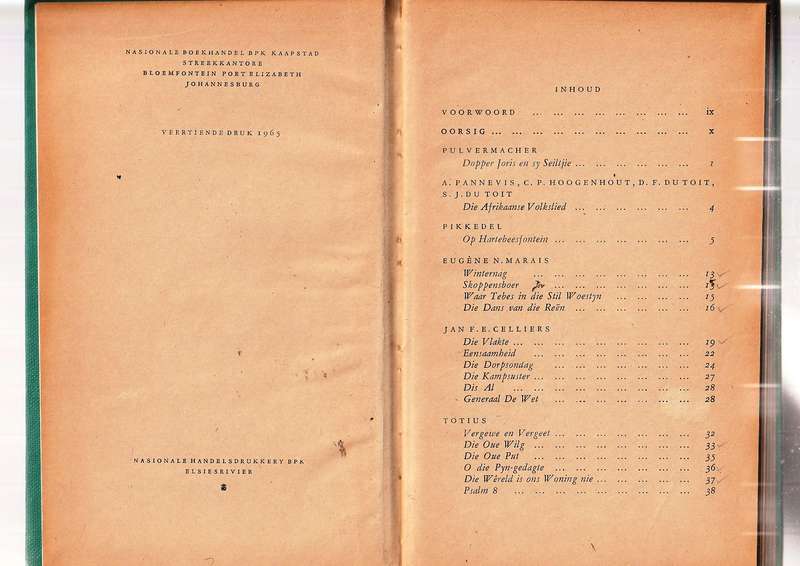 NASIONALE BOEKHANDEL BPK KAAPSTAD
STREEKKANTORE
BLOEMFONTEIN PORT ELIZABETH
JOHANNESBURG
VEERTIENDE DRUK 1965
NASIONALE HANDELSDRUKKERY BPK
ELSIESRIVIER
INHOUD
VOORWOORD ... ... ... ... ... ... ... ix
OORSIG ... ... ... ... ... ... ... ... x
PULVERMACHER
Dopper Joris en sy Seiltjie ... ... ... ... ... 1
A. PANNEVIS, C. P. HOOGENHOUT, D. F. DU TOIT,
S. J. DU TOIT
Die Afrikaanse Volkslied ... ... ... ... ... 4
PIKKEDEL
Op Hartebeesfontein ... ... ... ... ... ... 5
EUGÈNE N. MARAIS
Winternag ... ... ... ... ... ... ... 13
Skoppensboer ... ... ... ... ... ... 13
Waar Tebes in die Stil Woestyn ... ... ... ... 15
Die Dans van die Reën ... ... ... ... ... ... 16
JAN F. E. CELLIERS
Die Vlakte ... ... ... ... ... ... ... ... 19
Eensaamheid ... ... ... ... ... ... ... 22
Die Dorpsondag ... ... ... ... ... ... 24
Die Kampsuster ... ... ... ... ... ... ... 27
Dis Al ... ... ... ... ... ... ... 28
Generaal De Wet ... ... ... ... ... ... ... 28
TOTIUS
Vergewe en Vergeet ... ... ... ... ... ... 32
Die Oue Wilg ... ... ... ... ... ... ... 33
Die Oue Put ... ... ... ... ... ... ... 35
O die Pyn-gedagte ... ... ... ... ... ... 36
Die Wêreld is ons Woning nie ... ... ... ... ... 37
Psalm 8 ... ... ... ... ... ... ... ... 38